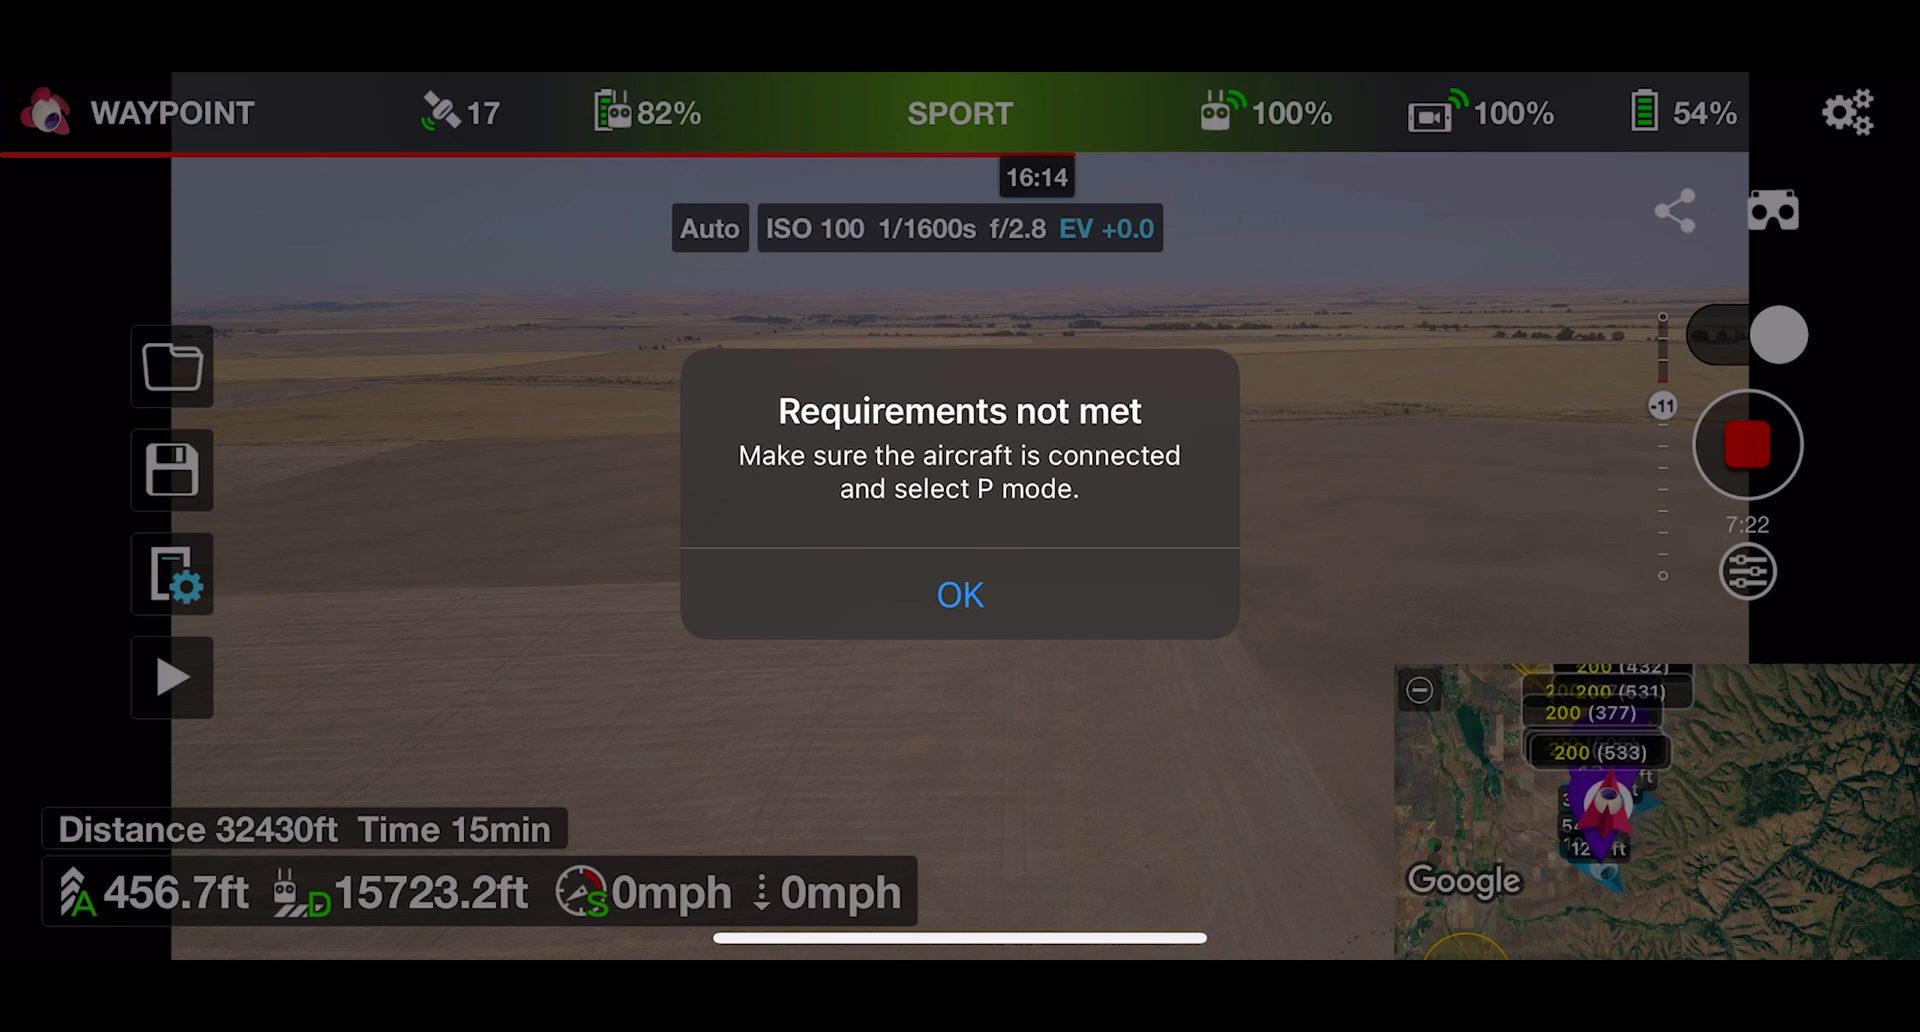 WAYPOINT 17 82% SPORT 100% 100% 54%
16:14
Auto ISO 100 1/1600s f/2.8 EV +0.0
-11
Requirements not met
Make sure the aircraft is connected
and select P mode.
OK
7:22
200 (432)
200 (531)
200 (377)
200 (533)
ft
Google
Distance 32430ft Time 15min
A 456.7ft D 15723.2ft S 0mph 0mph